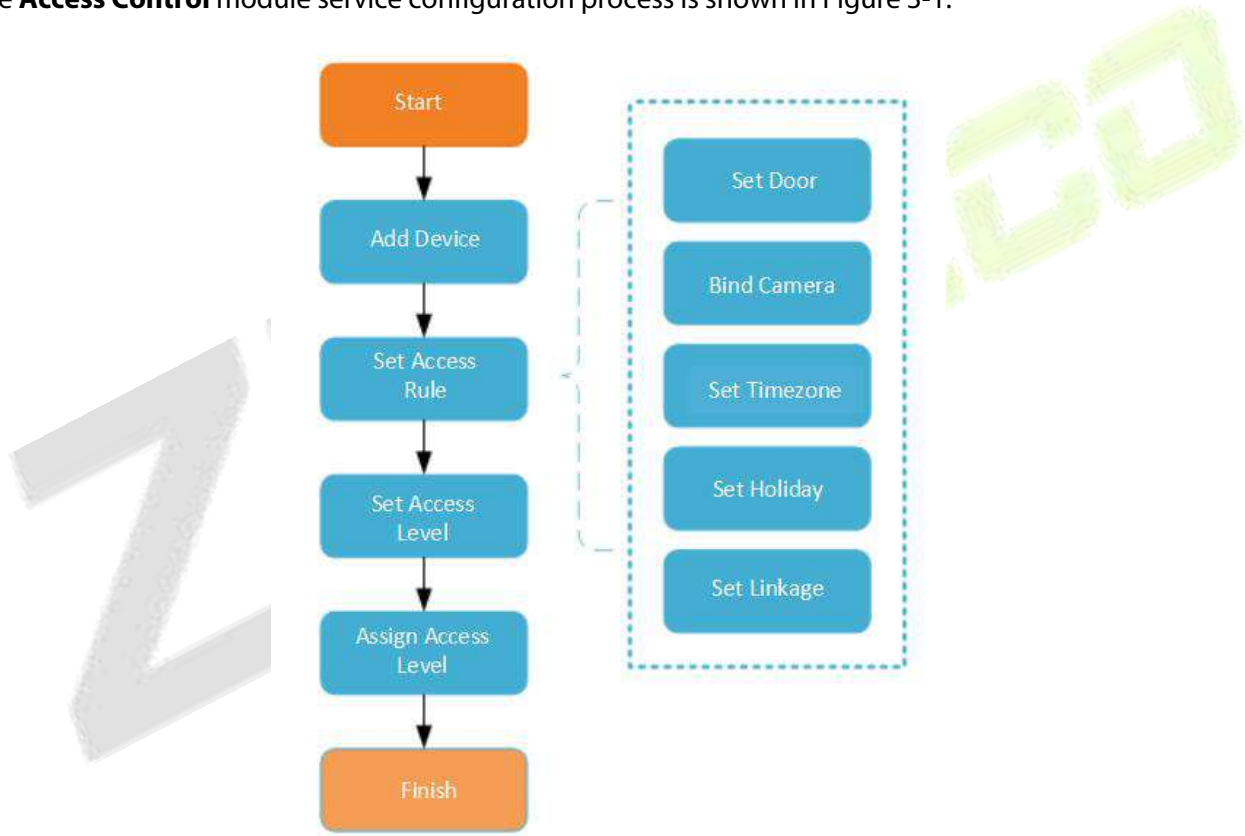 e Access Control module service configuration process is shown in Figure 3-1.
Start
Add Device
Set Access
Rule
Set Access
Level
Assign Access
Level
Finish
Set Door
Bind Camera
Set Timezone
Set Holiday
Set Linkage